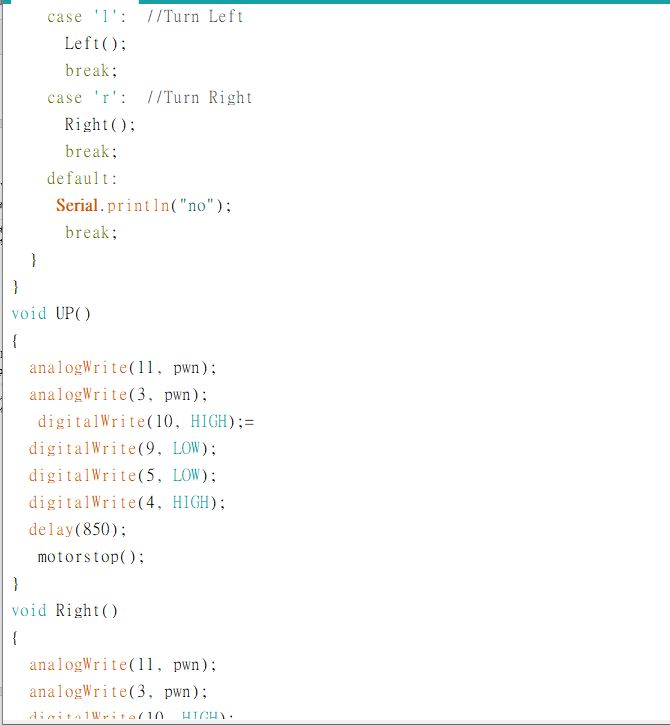 case 'l':  //Turn Left
Left();
break;
case 'r':  //Turn Right
Right();
break;
default:
Serial.println("no");
break;
}
}
void UP()
{
analogWrite(11, pwn);
analogWrite(3, pwn);
digitalWrite(10, HIGH);=
digitalWrite(9, LOW);
digitalWrite(5, LOW);
digitalWrite(4, HIGH);
delay(850);
motorstop();
}
void Right()
{
analogWrite(11, pwn);
analogWrite(3, pwn);
digitalWrite(10, HIGH);